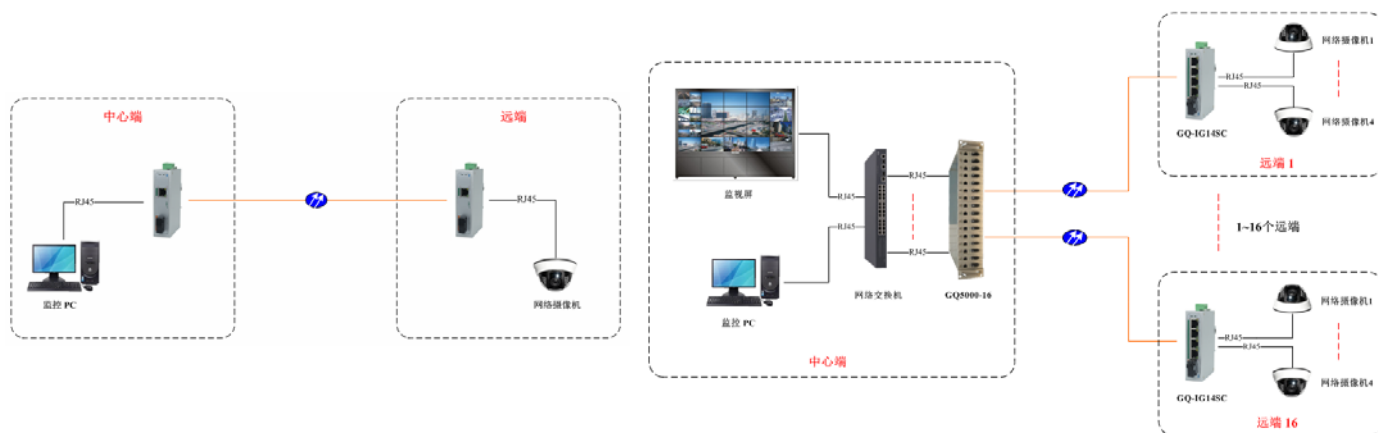 中心端
RJ45
监控 PC
远端
RJ45
网络摄像机
监视屏
RJ45
RJ45
监控 PC
网络交换机
RJ45
RJ45
GQ5000-16
中心端
RJ45
RJ45
GQ-IG14SC
网络摄像机1
网络摄像机4
远端 1
1~16个远端
RJ45
RJ45
GQ-IG14SC
网络摄像机1
网络摄像机4
远端 16